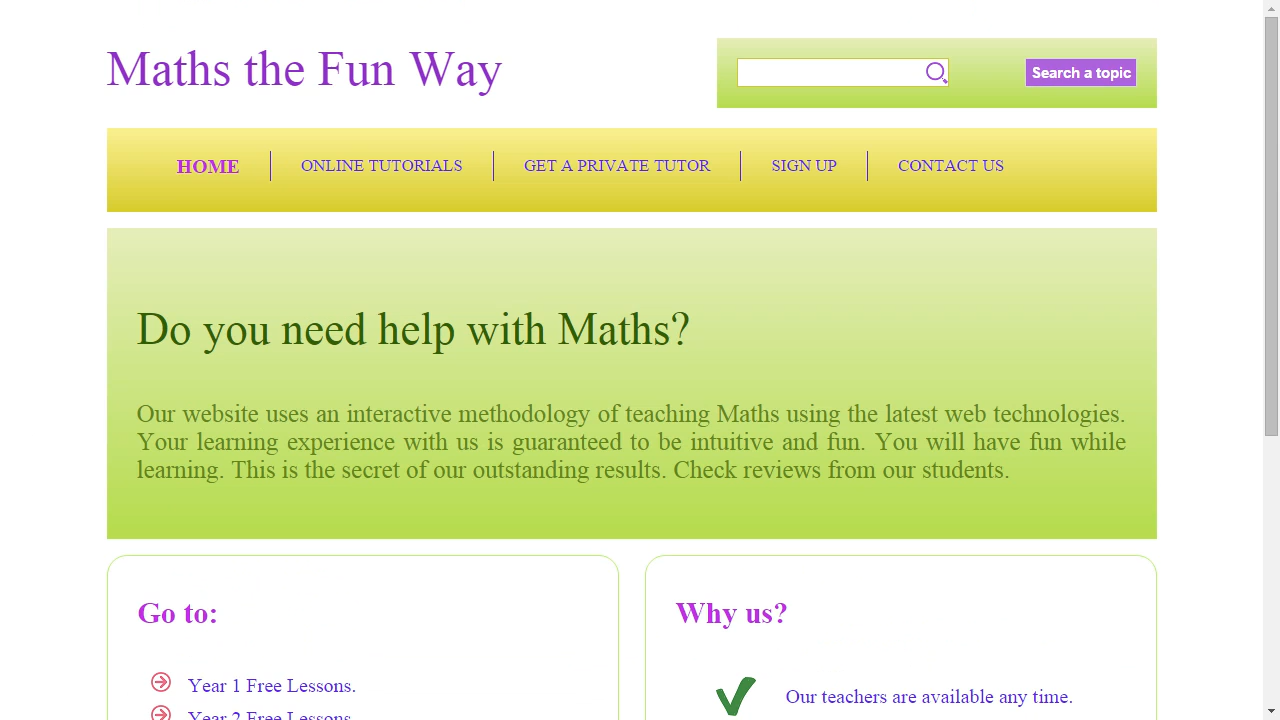 Maths the Fun Way
Search a topic
HOME
ONLINE TUTORIALS
GET A PRIVATE TUTOR
SIGN UP
CONTACT US
Do you need help with Maths?
Our website uses an interactive methodology of teaching Maths using the latest web technologies.
Your learning experience with us is guaranteed to be intuitive and fun. You will have fun while
learning. This is the secret of our outstanding results. Check reviews from our students.
Go to:
Year 1 Free Lessons.
Year 2 Free Lessons.
Why us?
Our teachers are available any time.